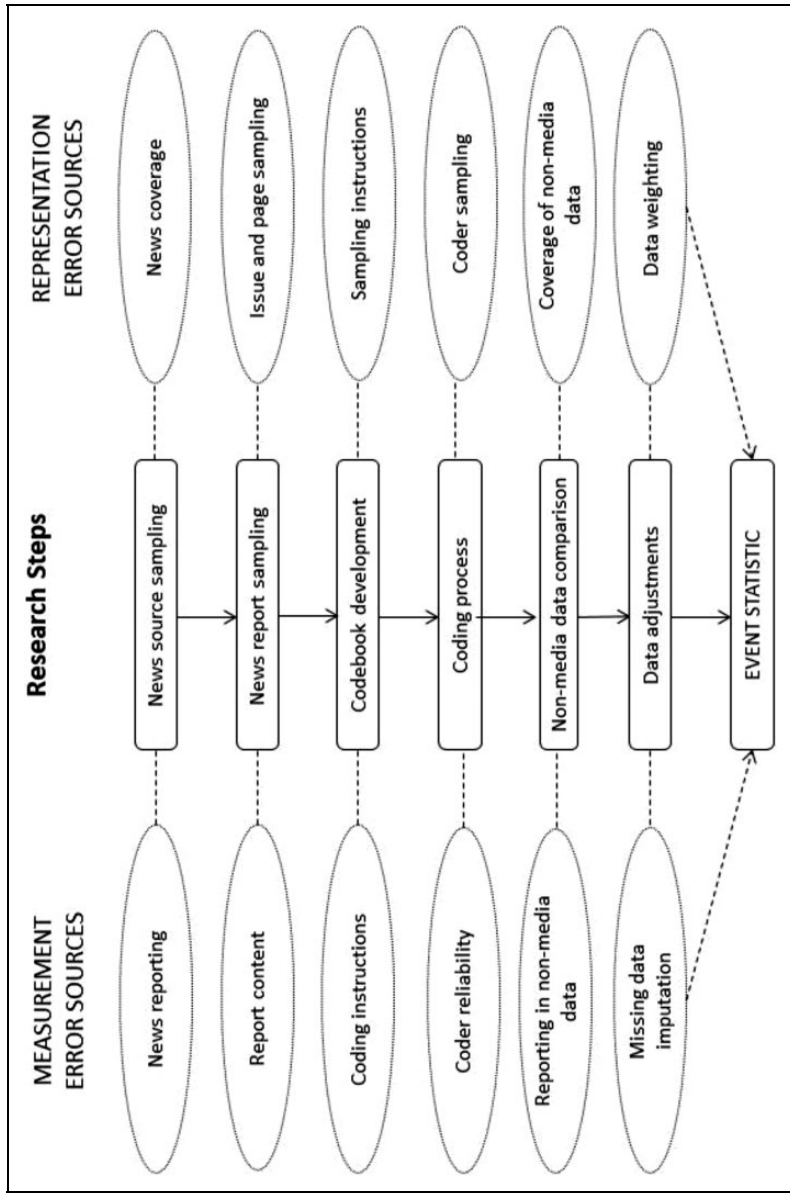 Research Steps
MEASUREMENT
ERROR SOURCES
REPRESENTATION
ERROR SOURCES
News reporting
News source sampling
News coverage
Report content
News report sampling
Issue and page sampling
Coding instructions
Codebook development
Sampling instructions
Coder reliability
Coding process
Coder sampling
Reporting in non-media
data
Non-media data comparison
Coverage of non-media
data
Missing data
imputation
Data adjustments
Data weighting
EVENT STATISTIC